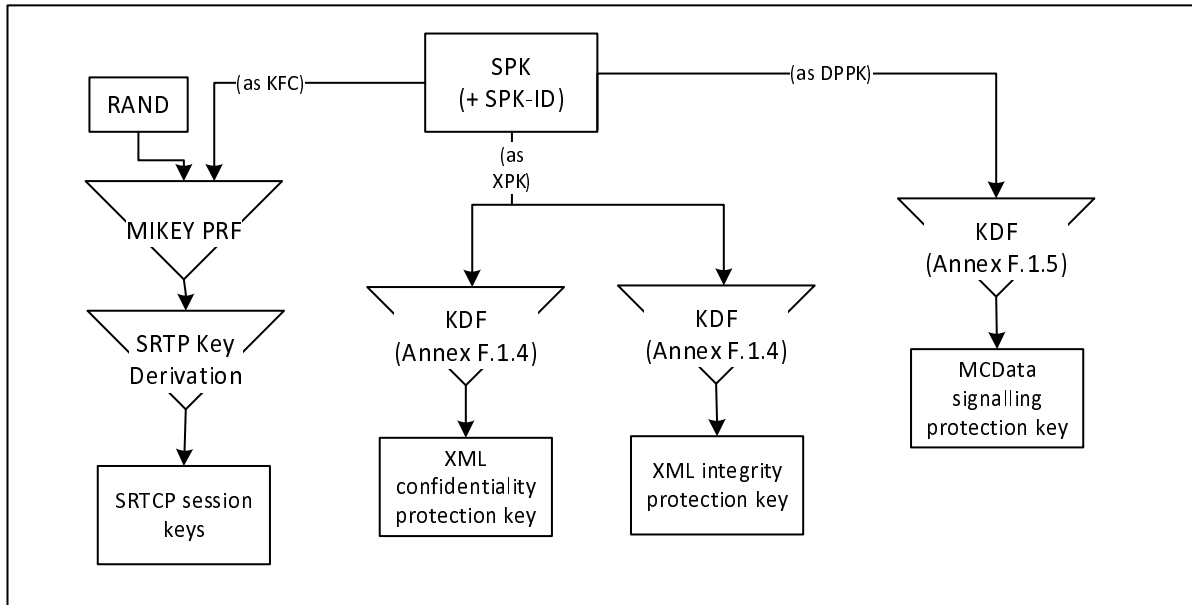 SPK
(+ SPK-ID)
(as KFC)
(as DPPK)
RAND
(as
XPK)
MIKEY PRF
KDF
(Annex F.1.5)
SRTP Key
Derivation
KDF
(Annex F.1.4)
KDF
(Annex F.1.4)
MCData
signalling
protection key
SRTCP session
keys
XML
confidentiality
protection key
XML integrity
protection key